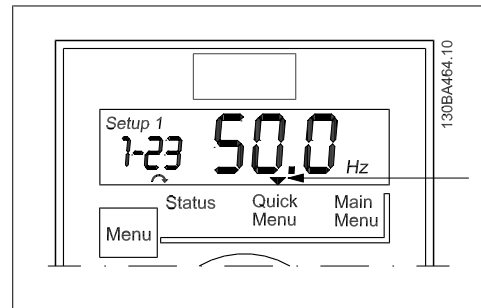 130BA464.10
Setup 1
1-23 50.0 Hz
Status Quick Menu Main Menu
Menu